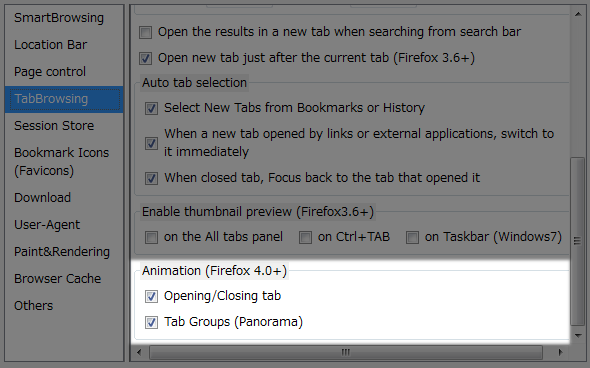 SmartBrowsing
Location Bar
Page control
TabBrowsing
Session Store
Bookmark Icons
(Favicons)
Download
User-Agent
Paint&Rendering
Browser Cache
Others
Open the results in a new tab when searching from search bar
Open new tab just after the current tab (Firefox 3.6+)
Auto tab selection
Select New Tabs from Bookmarks or History
When a new tab opened by links or external applications, switch to
it immediately
When closed tab, Focus back to the tab that opened it
Enable thumbnail preview (Firefox3.6+)
on the All tabs panel on Ctrl+TAB on Taskbar (Windows7)
Animation (Firefox 4.0+)
Opening/Closing tab
Tab Groups (Panorama)